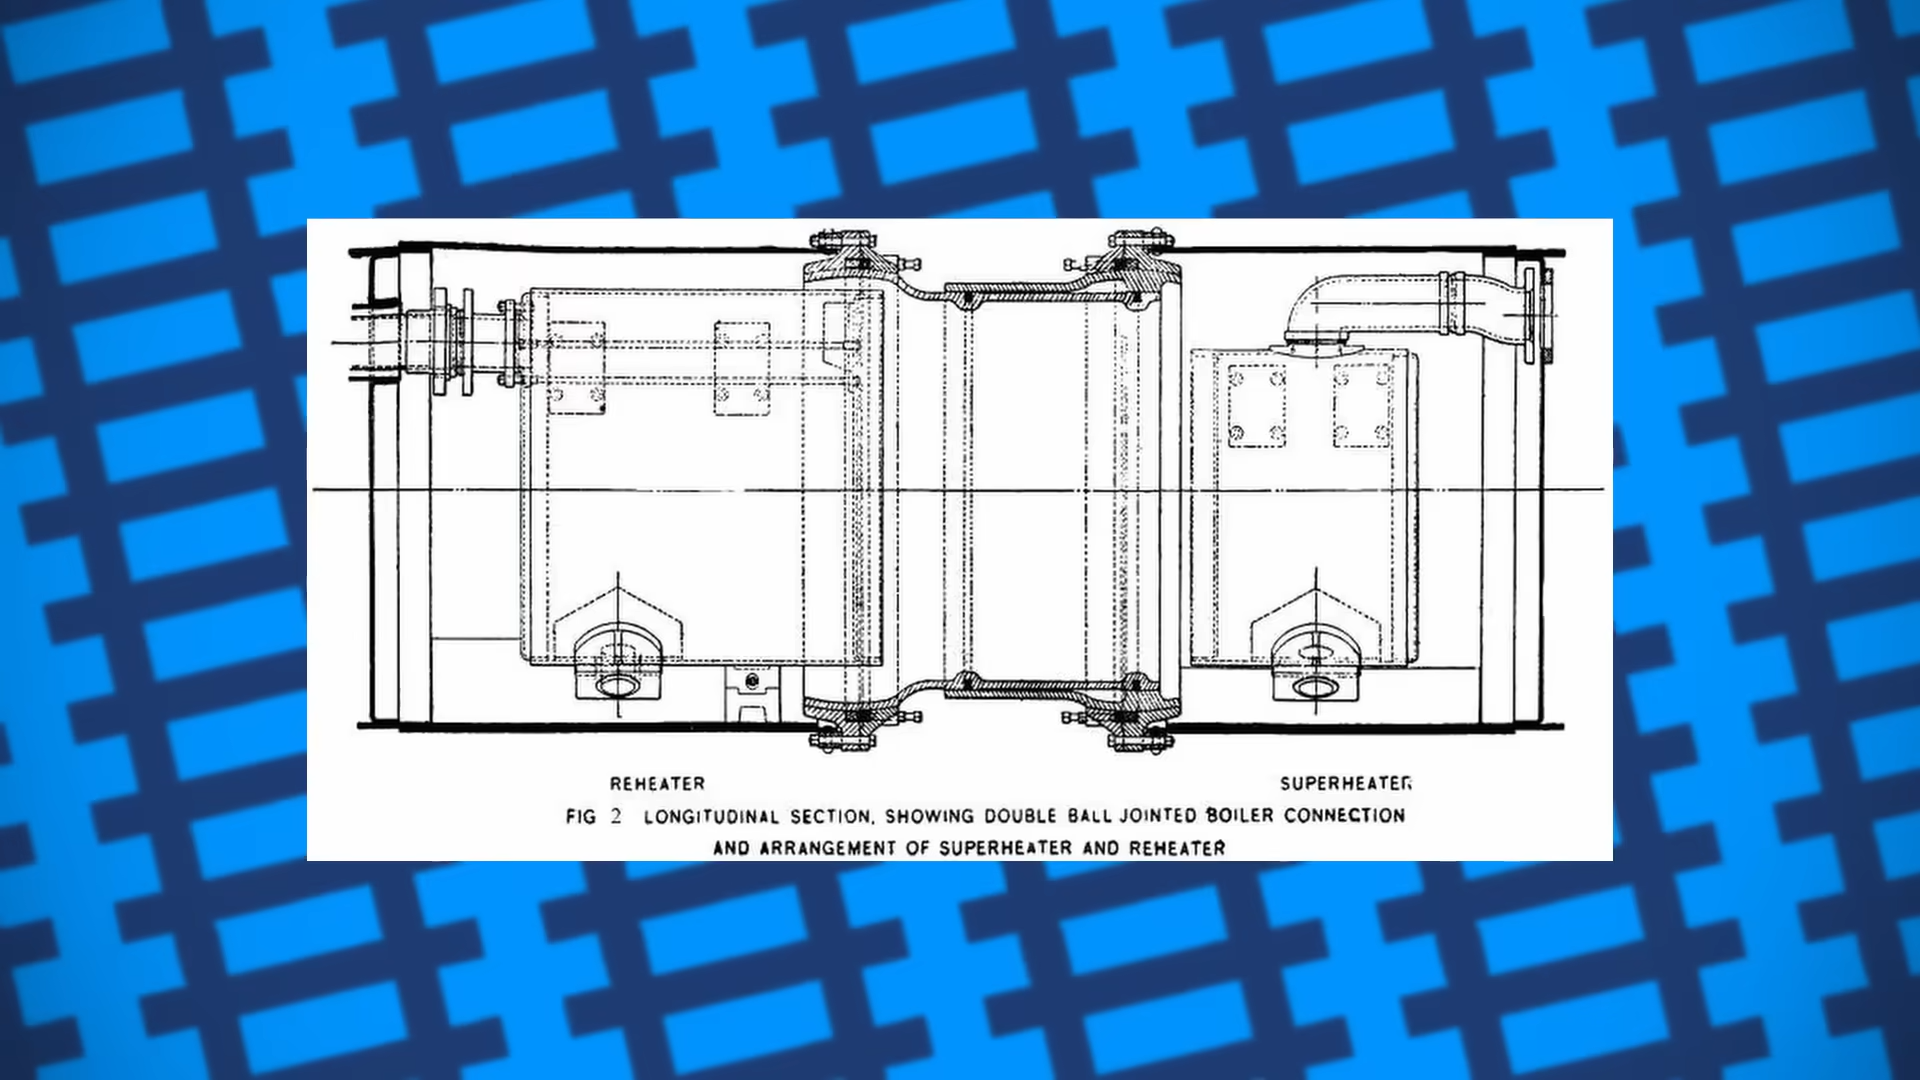 REHEATER SUPERHEATER
FIG 2 LONGITUDINAL SECTION, SHOWING DOUBLE BALL JOINTED BOILER CONNECTION
AND ARRANGEMENT OF SUPERHEATER AND REHEATER